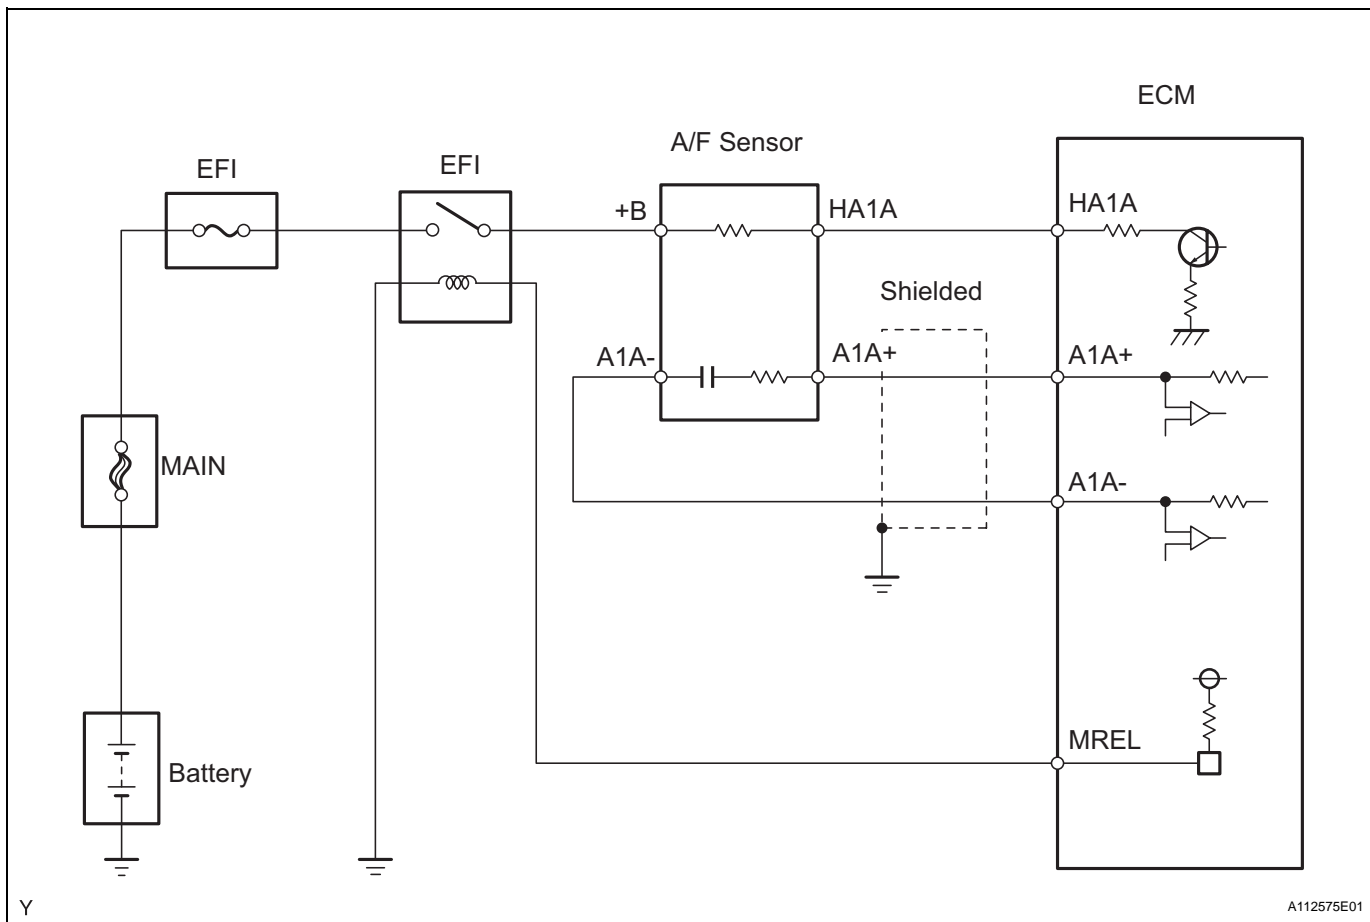 ECM
A/F Sensor
EFI
EFI
+B
HA1A
HA1A
Shielded
A1A-
A1A+
A1A+
MAIN
A1A-
MREL
Battery
Y
A112575E01